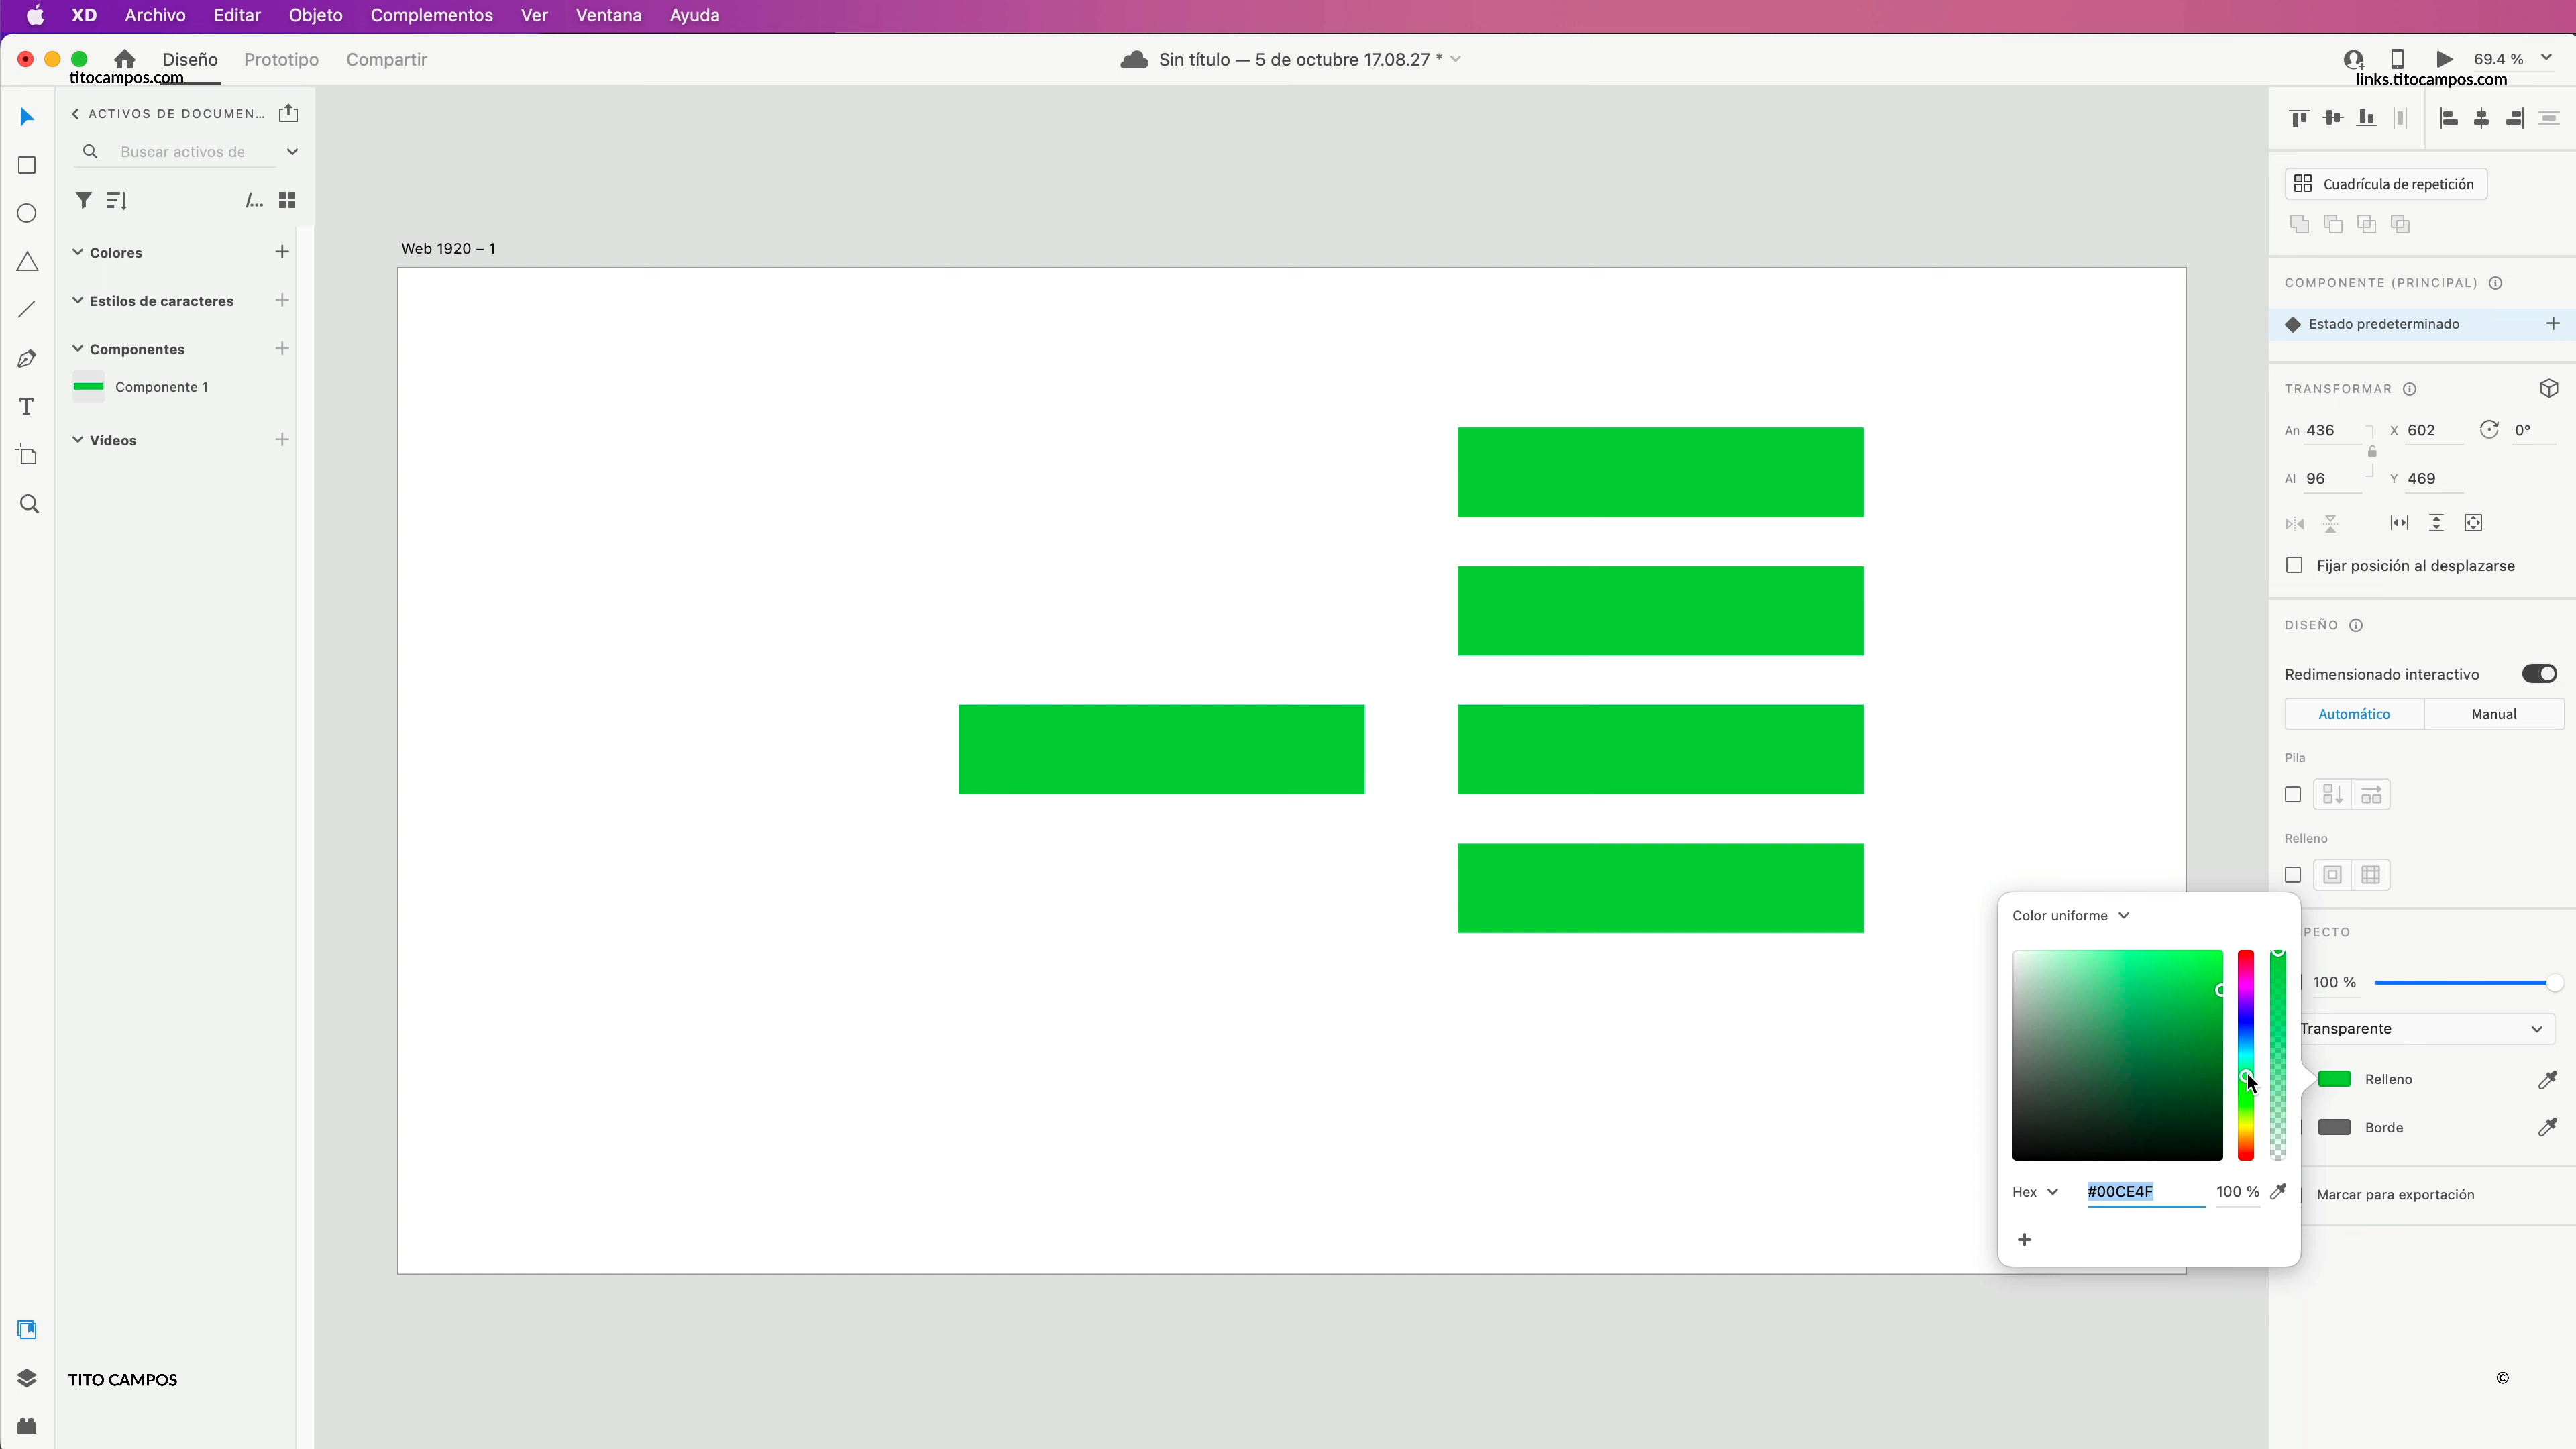 XD Archivo Editar Objeto Complementos Ver Ventana Ayuda
Diseño Prototipo Compartir
Sin título — 5 de octubre 17.08.27 *
69.4 %
titocampos.com
links.titocampos.com
ACTIVOS DE DOCUMEN...
Buscar activos de
/...
Colores
Estilos de caracteres
Componentes
Componente 1
Vídeos
Web 1920 – 1
Cuadrícula de repetición
COMPONENTE (PRINCIPAL)
Estado predeterminado
TRANSFORMAR
An 436 X 602 0°
Al 96 Y 469
Fijar posición al desplazarse
DISEÑO
Redimensionado interactivo
Automático Manual
Pila
Relleno
PECTO
100 %
Transparente
Relleno
Borde
Marcar para exportación
Color uniforme
Hex #00CE4F 100 %
TITO CAMPOS
©